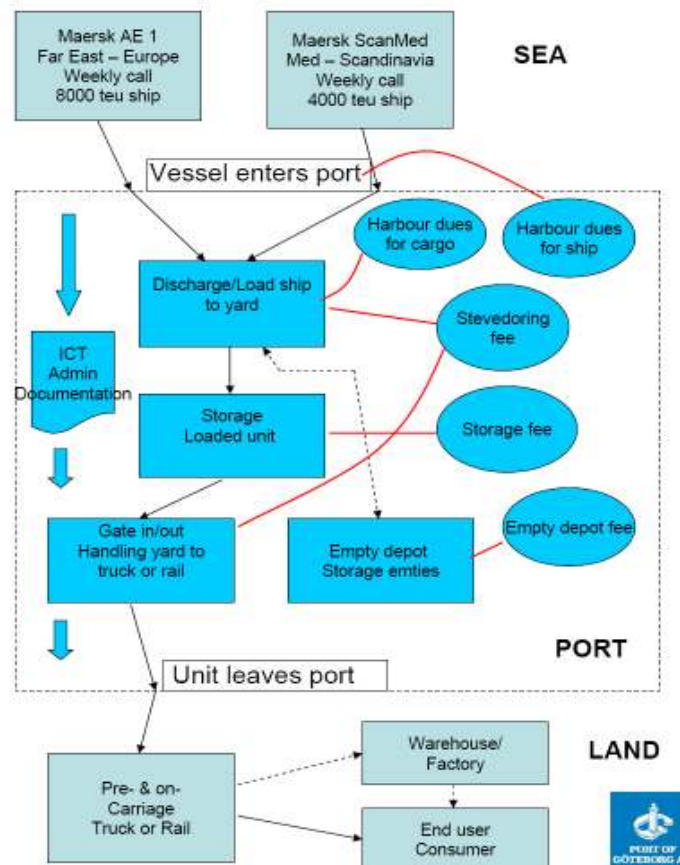 Maersk AE 1
Far East – Europe
Weekly call
8000 teu ship
Maersk ScanMed
Med – Scandinavia
Weekly call
4000 teu ship
SEA
Vessel enters port
Harbour dues
for cargo
Harbour dues
for ship
Discharge/Load ship
to yard
Stevedoring
fee
ICT
Admin
Documentation
Storage
Loaded unit
Storage fee
Gate in/out
Handling yard to
truck or rail
Empty depot
Storage emties
Empty depot fee
PORT
Unit leaves port
Pre- & on-
Carriage
Truck or Rail
Warehouse/
Factory
LAND
End user
Consumer
PORT OF
GÖTEBORG A